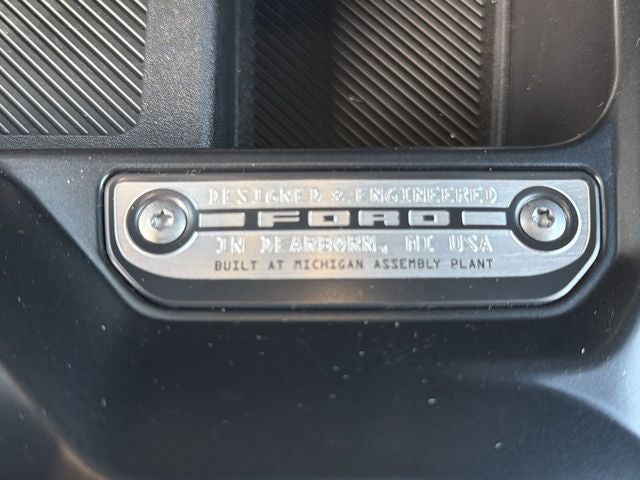 DESIGNED & ENGINEERED
FORD
IN DEARBORN, MI USA
BUILT AT MICHIGAN ASSEMBLY PLANT